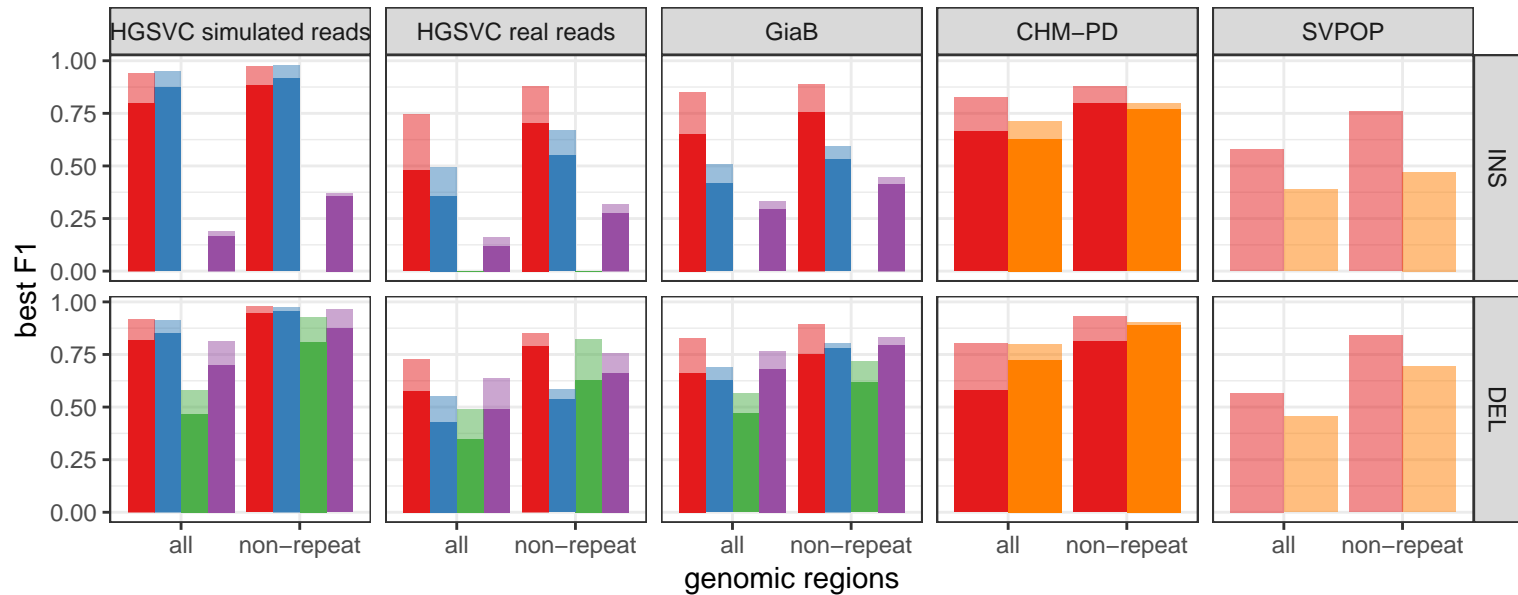 HGSVC simulated reads HGSVC real reads GiaB CHM−PD SVPOP
1.00
0.75
0.50
0.25
0.00
INS
1.00
0.75
0.50
0.25
0.00
DEL
best F1
all non−repeat all non−repeat all non−repeat all non−repeat all non−repeat
genomic regions